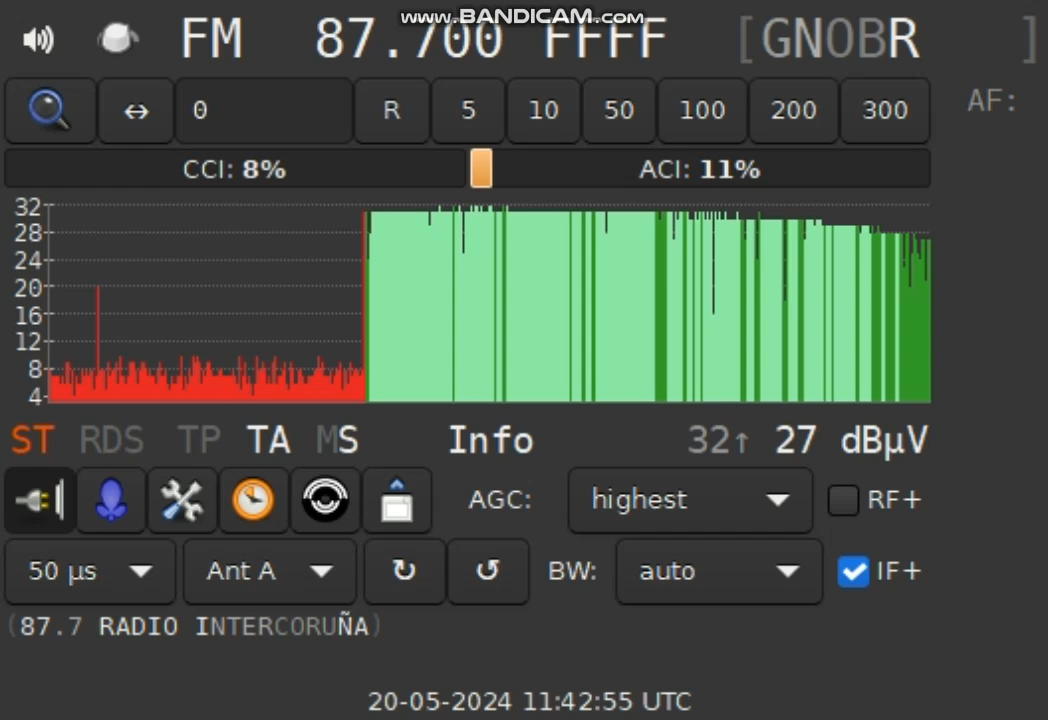 www.BANDICAM.com
FM 87.700 FFFF [GNOBR ]
↔ 0 R 5 10 50 100 200 300 AF:
CCI: 8% ACI: 11%
32
28
24
20
16
12
8
4
ST RDS TP TA MS Info 32↑ 27 dBµV
AGC: highest RF+
50 µs Ant A ↻ ↺ BW: auto IF+
(87.7 RADIO INTERCORUÑA)
20-05-2024 11:42:55 UTC